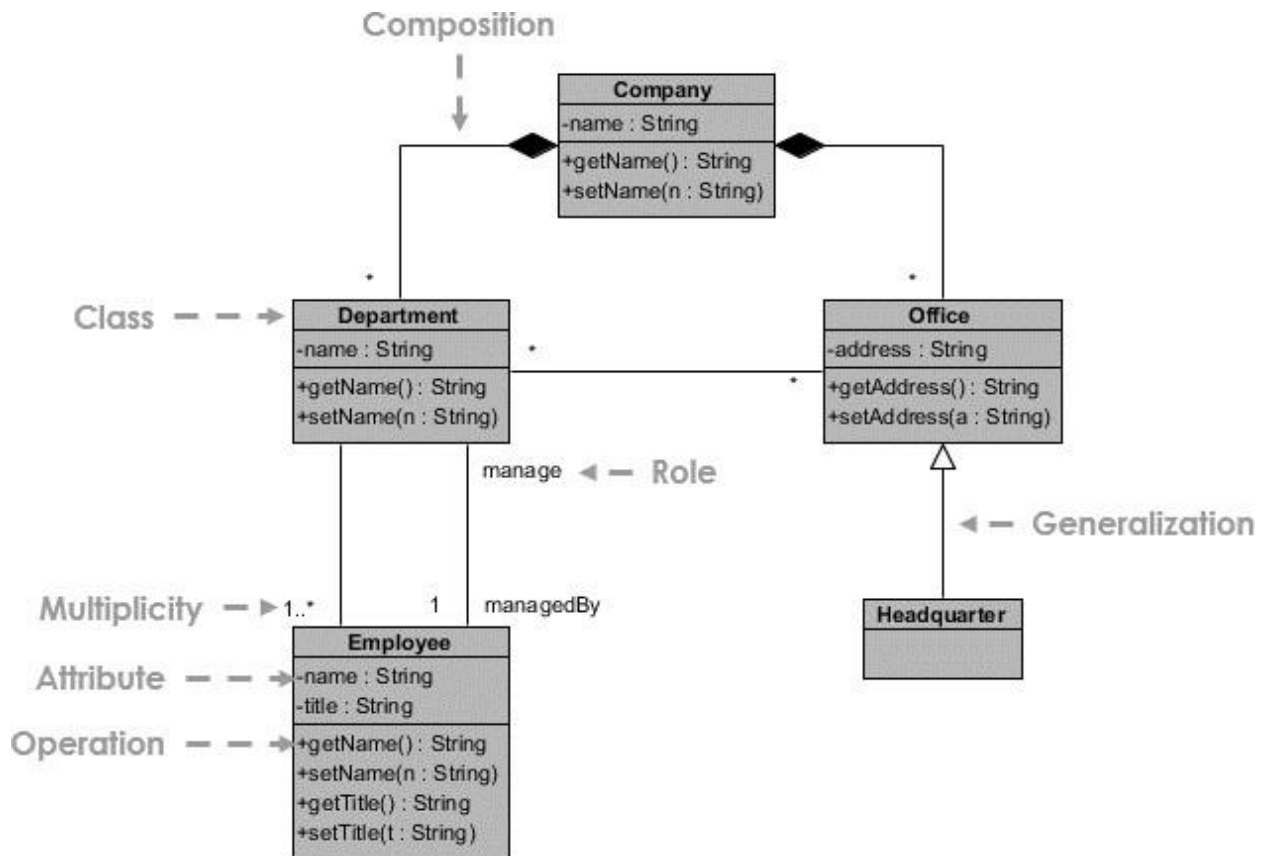 Composition
Company
-name : String
+getName() : String
+setName(n : String)
*
*
Class
Department
-name : String
+getName() : String
+setName(n : String)
*
*
Office
-address : String
+getAddress() : String
+setAddress(a : String)
manage
Role
Generalization
Multiplicity
1..*
1
managedBy
Headquarter
Employee
Attribute
-name : String
-title : String
Operation
+getName() : String
+setName(n : String)
+getTitle() : String
+setTitle(t : String)